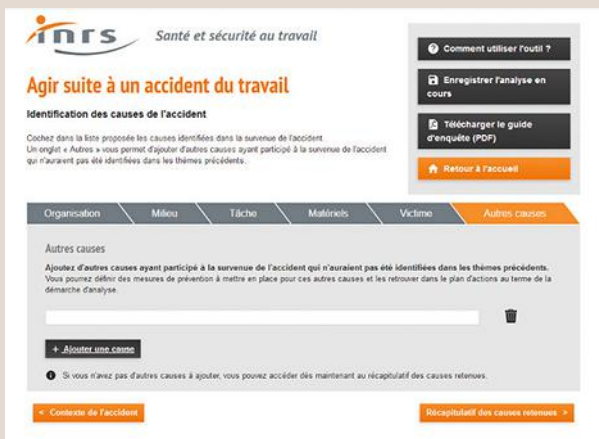 inrs
Santé et sécurité au travail
Comment utiliser l'outil ?
Enregistrer l'analyse en
cours
Télécharger le guide
d'enquête (PDF)
Retour à l'accueil
Agir suite à un accident du travail
Identification des causes de l'accident
Cochez dans la liste proposée les causes identifiées dans la survenue de l'accident.
Un onglet « Autres » vous permet d'ajouter d'autres causes ayant participé à la survenue de l'accident
qui n'auraient pas été identifiées dans les thèmes précédents.
Organisation
Milieu
Tâche
Matériels
Victime
Autres causes
Autres causes
Ajoutez d'autres causes ayant participé à la survenue de l'accident qui n'auraient pas été identifiées dans les thèmes précédents.
Vous pourrez définir des mesures de prévention à mettre en place pour ces autres causes et les retrouver dans le plan d'actions au terme de la
démarche d'analyse.
+ Ajouter une cause
Si vous n'avez pas d'autres causes à ajouter, vous pouvez accéder dès maintenant au récapitulatif des causes retenues.
< Contexte de l'accident
Récapitulatif des causes retenues >